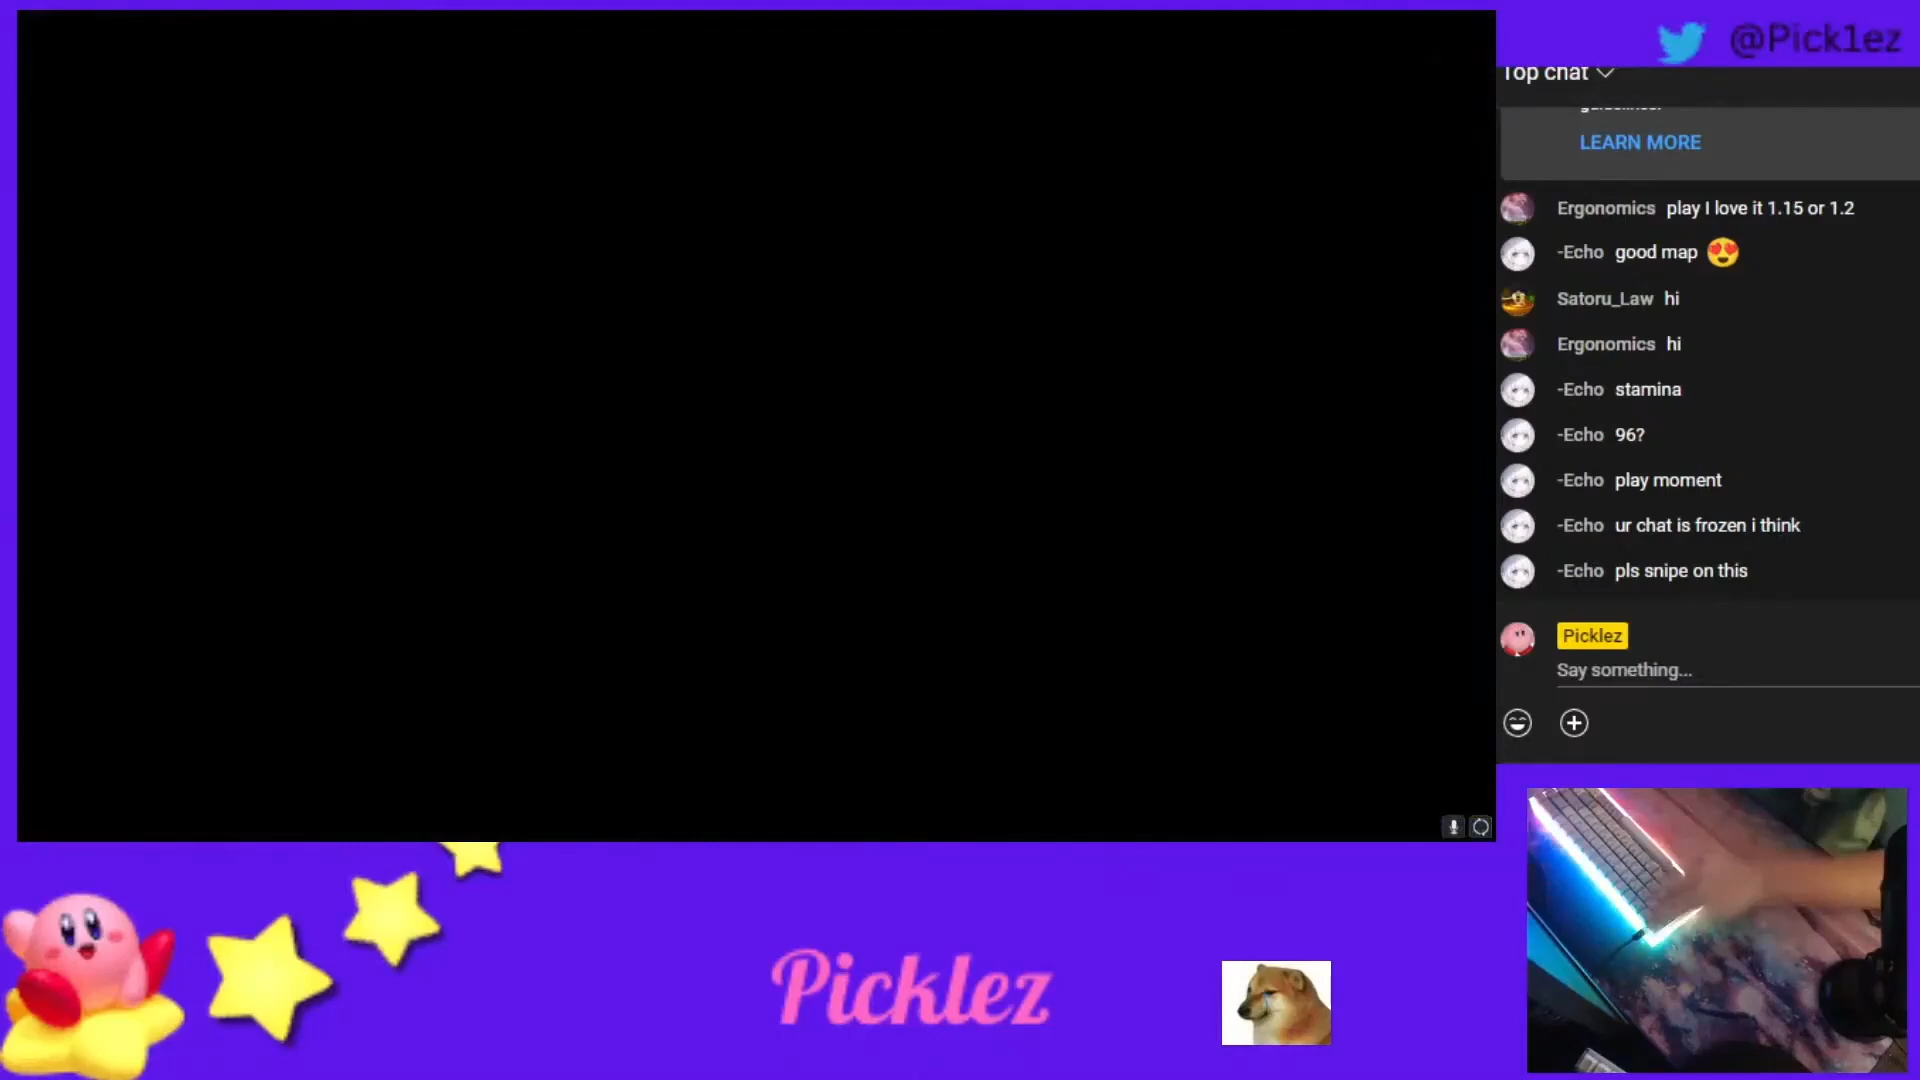 @Pick1ez
Top chat
guidelines.
LEARN MORE
Ergonomics play I love it 1.15 or 1.2
-Echo good map 😍
Satoru_Law hi
Ergonomics hi
-Echo stamina
-Echo 96?
-Echo play moment
-Echo ur chat is frozen i think
-Echo pls snipe on this
Picklez
Say something...
Picklez